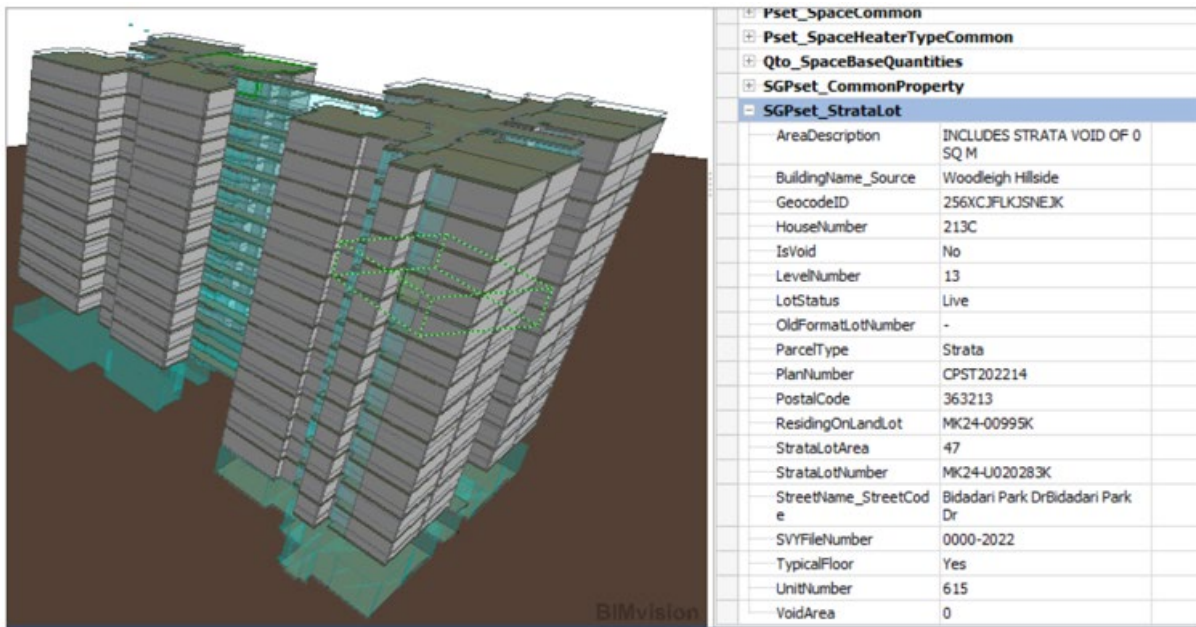 Pset_SpaceCommon
Pset_SpaceHeaterTypeCommon
Qto_SpaceBaseQuantities
SGPset_CommonProperty
SGPset_StrataLot
AreaDescription INCLUDES STRATA VOID OF 0
SQ M
BuildingName_Source Woodleigh Hillside
GeocodeID 256XCJFLKJSNEJK
HouseNumber 213C
IsVoid No
LevelNumber 13
LotStatus Live
OldFormatLotNumber -
ParcelType Strata
PlanNumber CPST202214
PostalCode 363213
ResidingOnLandLot MK24-00995K
StrataLotArea 47
StrataLotNumber MK24-U020283K
StreetName_StreetCod Bidadari Park DrBidadari Park
e Dr
SVYFileNumber 0000-2022
TypicalFloor Yes
UnitNumber 615
VoidArea 0
BIMvision